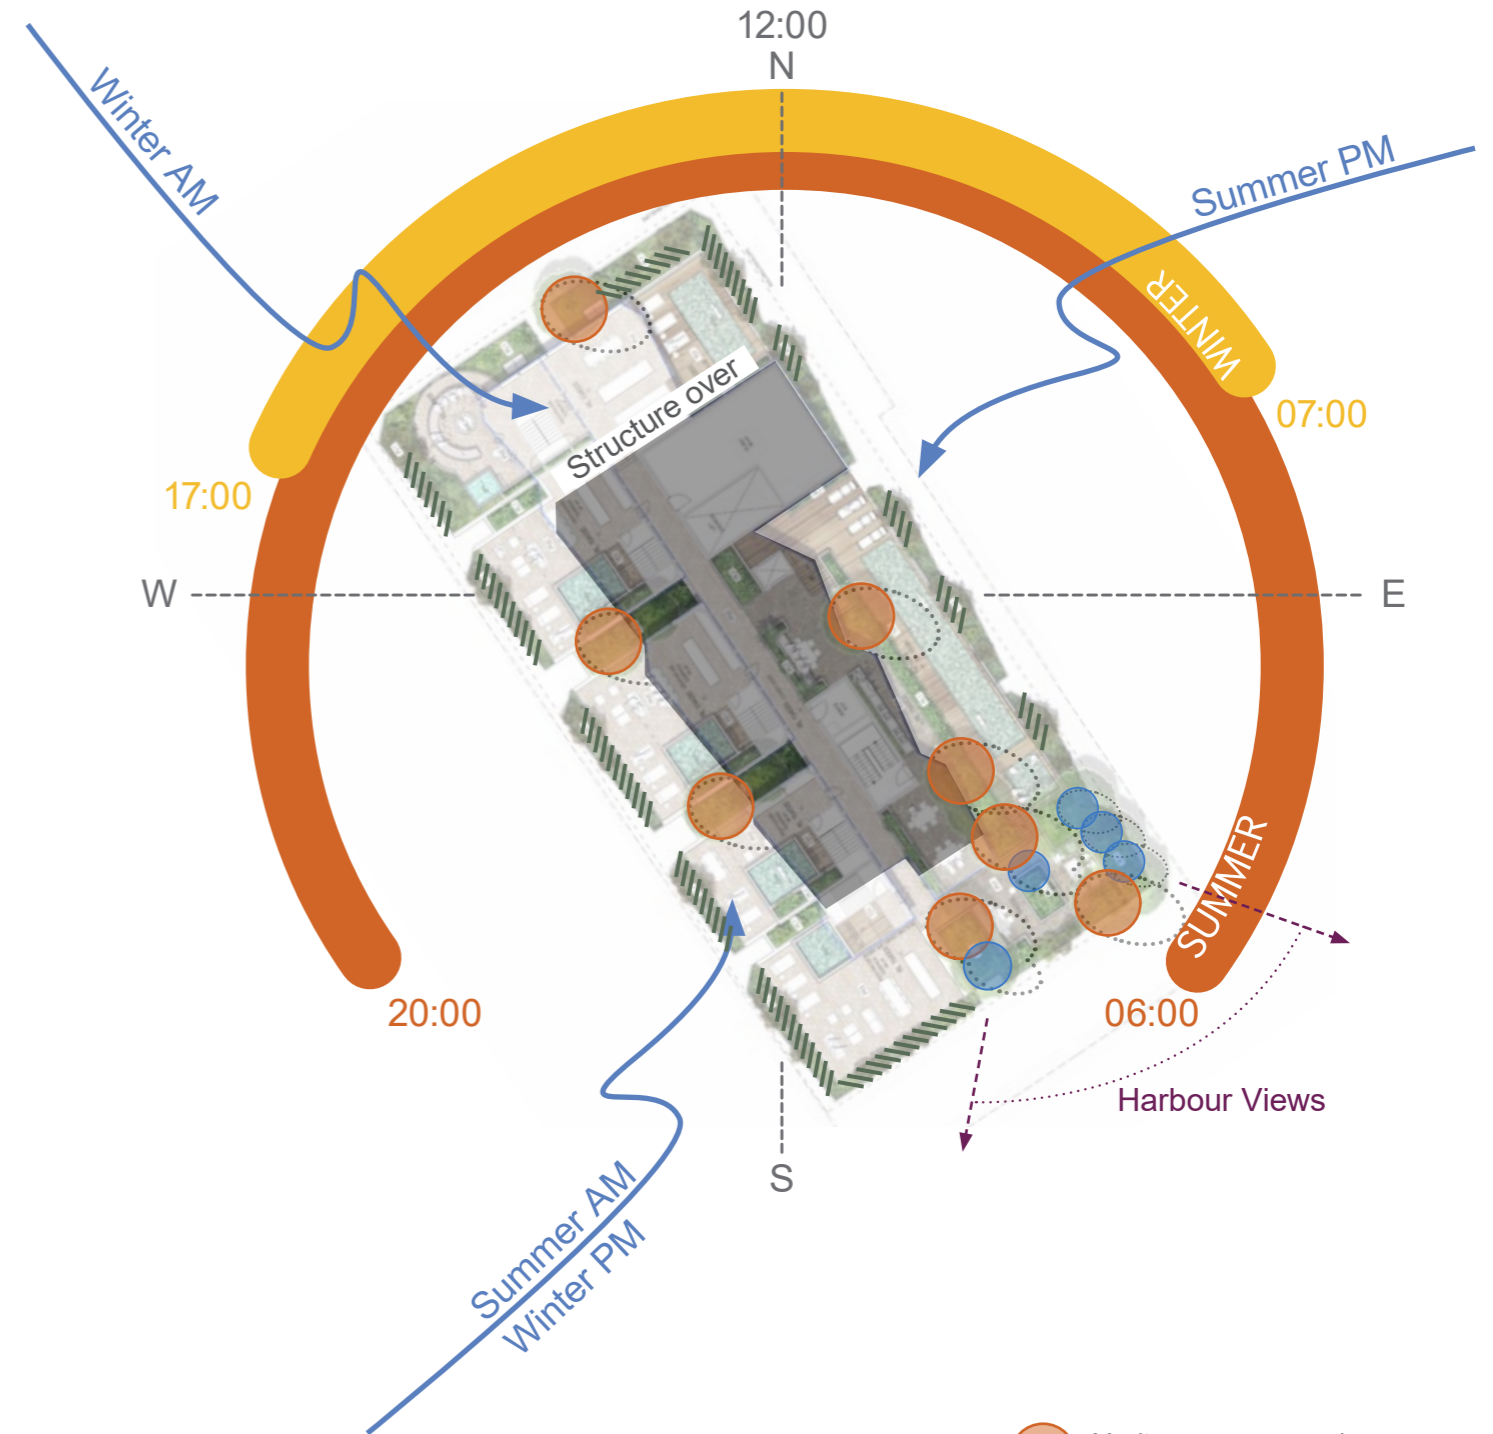 12:00
N
Winter AM
Summer PM
WINTER
07:00
Structure over
17:00
W
E
SUMMER
20:00
06:00
Harbour Views
S
Summer AM
Winter PM